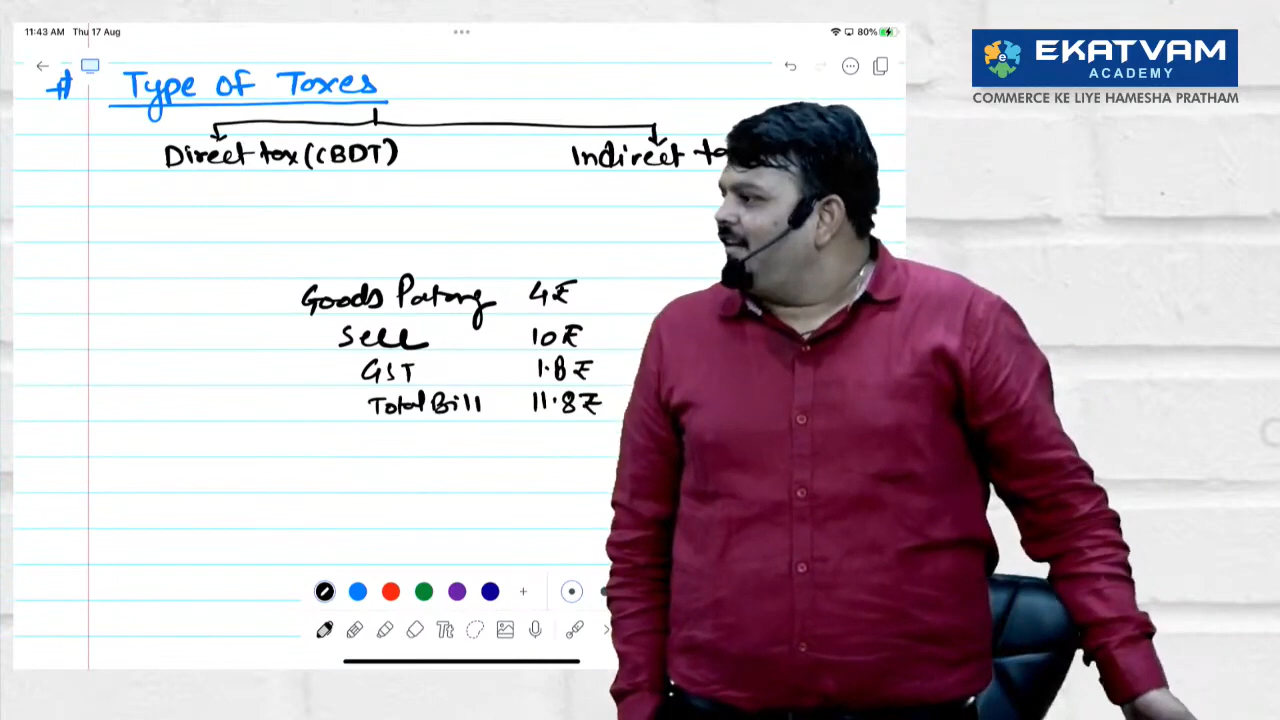 11:43 AM Thu 17 Aug
80%
# Type of Taxes
Direct tax (CBDT)
Indirect
Goods Patang 4₹
Sell 10₹
GST 1.8₹
Total Bill 11.8₹
Tt
EKATVAM
ACADEMY
COMMERCE KE LIYE HAMESHA PRATHAM